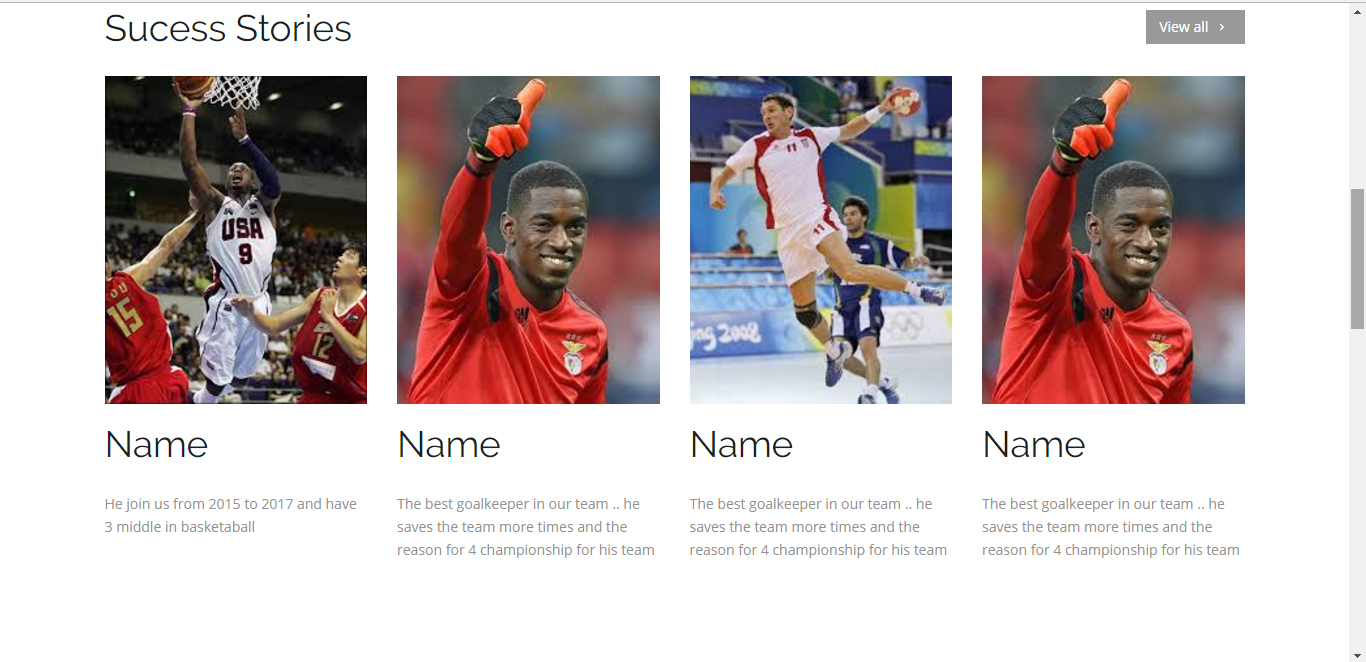 Sucess Stories
View all
USA
9
15
12
11
11
ng 2008
Name
Name
Name
Name
He join us from 2015 to 2017 and have
3 middle in basketaball
The best goalkeeper in our team .. he
saves the team more times and the
reason for 4 championship for his team
The best goalkeeper in our team .. he
saves the team more times and the
reason for 4 championship for his team
The best goalkeeper in our team .. he
saves the team more times and the
reason for 4 championship for his team